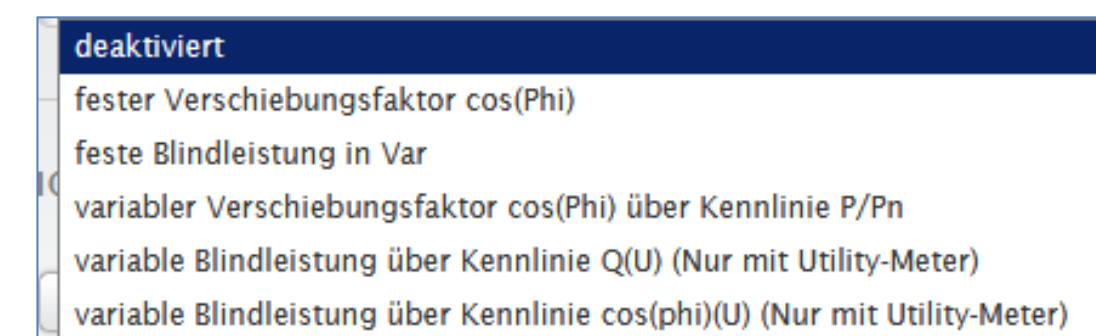 deaktiviert
fester Verschiebungsfaktor cos(Phi)
feste Blindleistung in Var
variabler Verschiebungsfaktor cos(Phi) über Kennlinie P/Pn
variable Blindleistung über Kennlinie Q(U) (Nur mit Utility-Meter)
variable Blindleistung über Kennlinie cos(phi)(U) (Nur mit Utility-Meter)